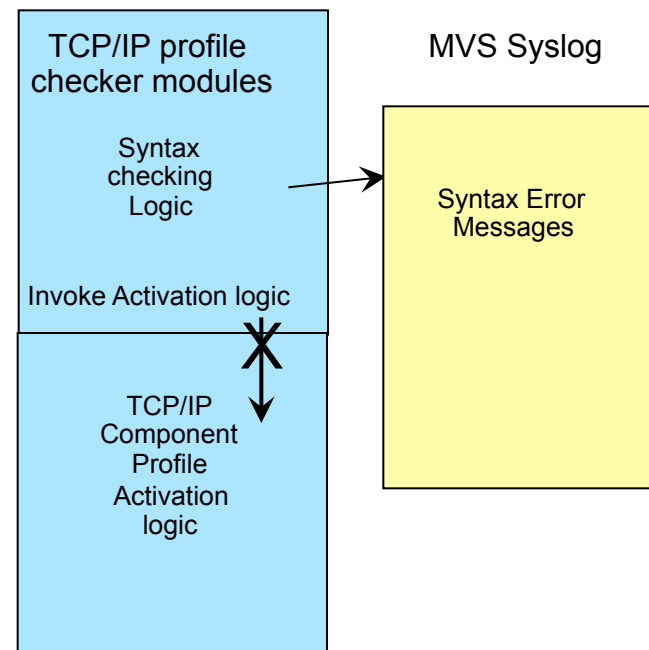 TCP/IP profile
checker modules
Syntax
checking
Logic
Invoke Activation logic
X
TCP/IP
Component
Profile
Activation
logic
MVS Syslog
Syntax Error
Messages